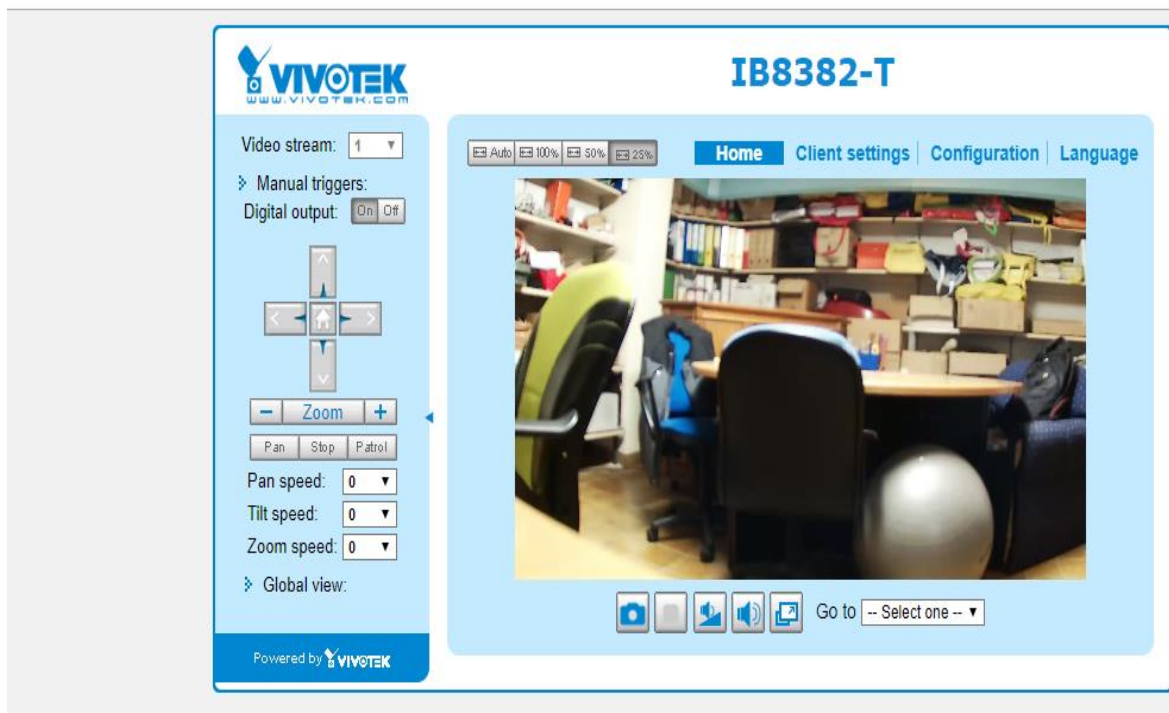 VIVOTEK
www.vivotek.com
IB8382-T
Video stream: 1
Manual triggers:
Digital output: On Off
Zoom
Pan Stop Patrol
Pan speed: 0
Tilt speed: 0
Zoom speed: 0
Global view:
Powered by VIVOTEK
Auto 100% 50% 25%
Home Client settings Configuration Language
Go to -- Select one --